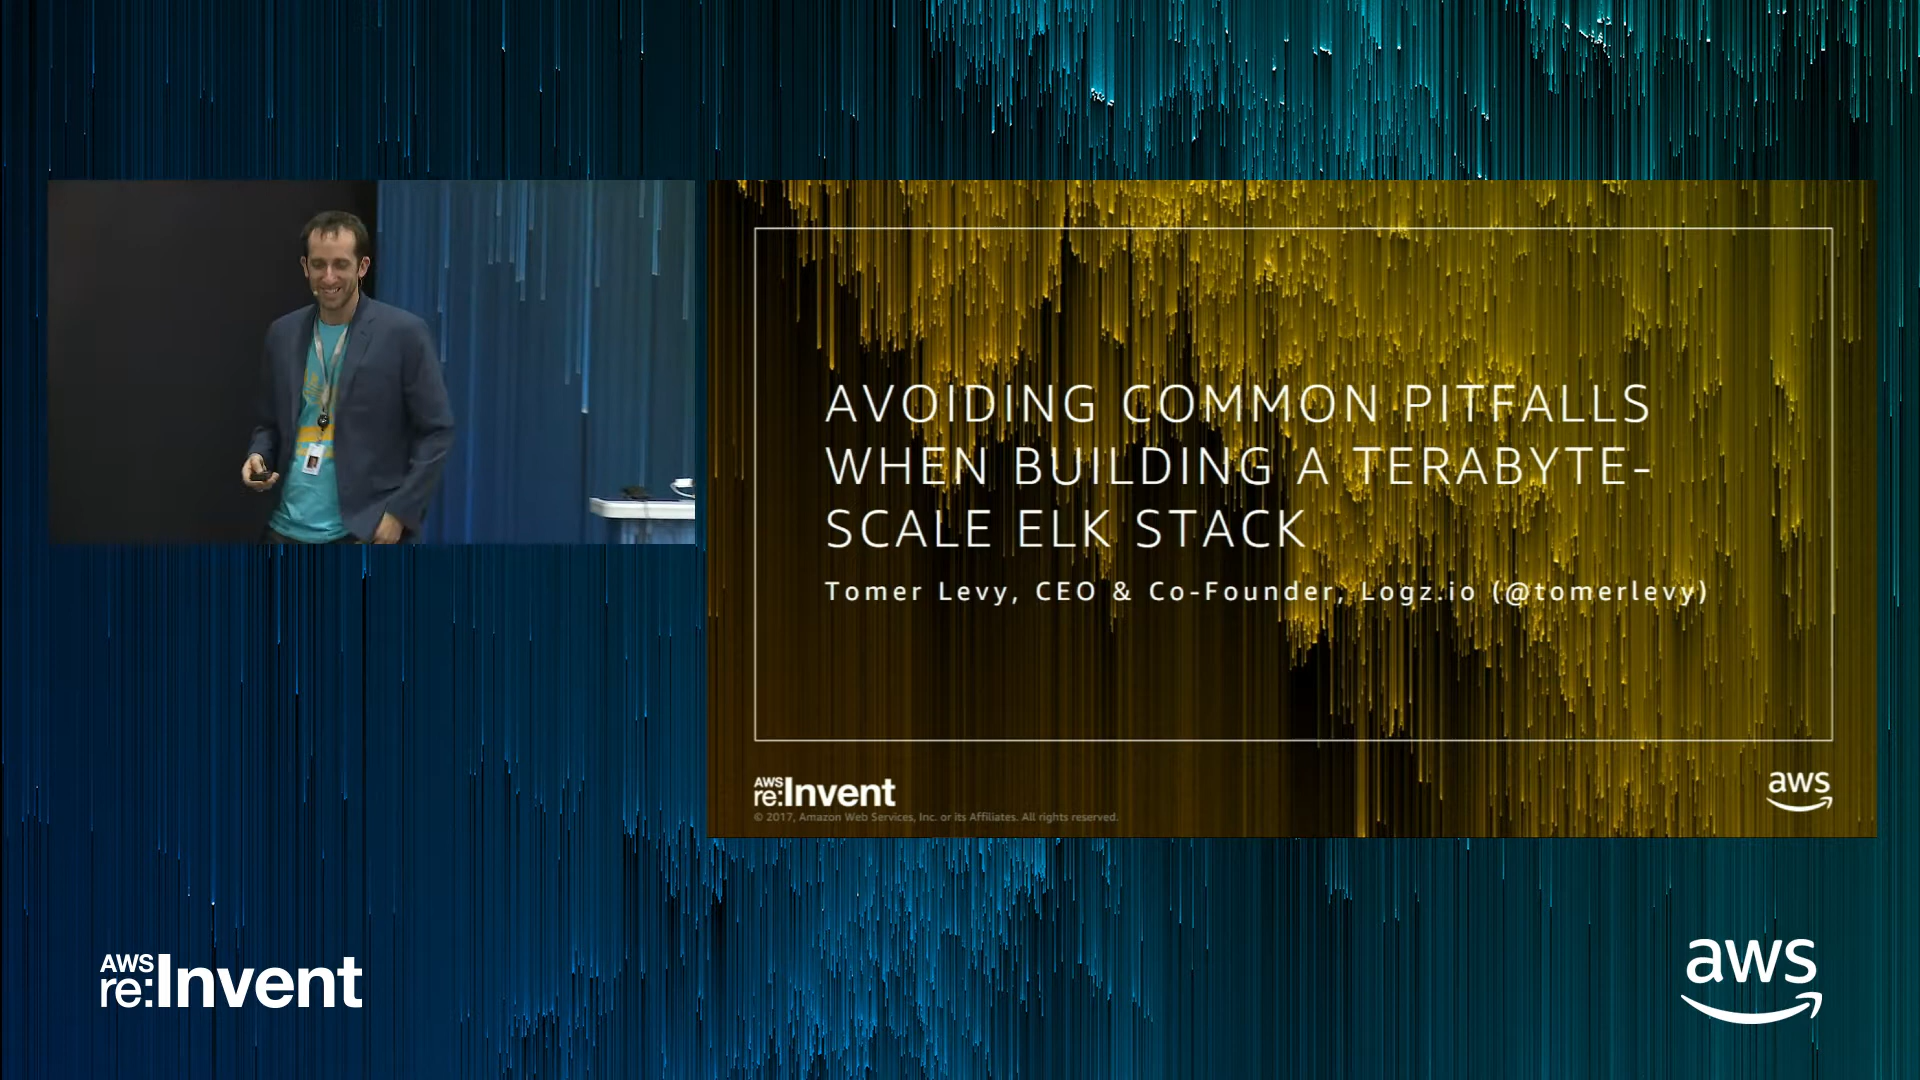 AVOIDING COMMON PITFALLS
WHEN BUILDING A TERABYTE-
SCALE ELK STACK
Tomer Levy, CEO & Co-Founder, Logz.io (@tomerlevy)
AWS
re:Invent
aws
© 2017, Amazon Web Services, Inc. or its Affiliates. All rights reserved.
AWS
re:Invent
aws